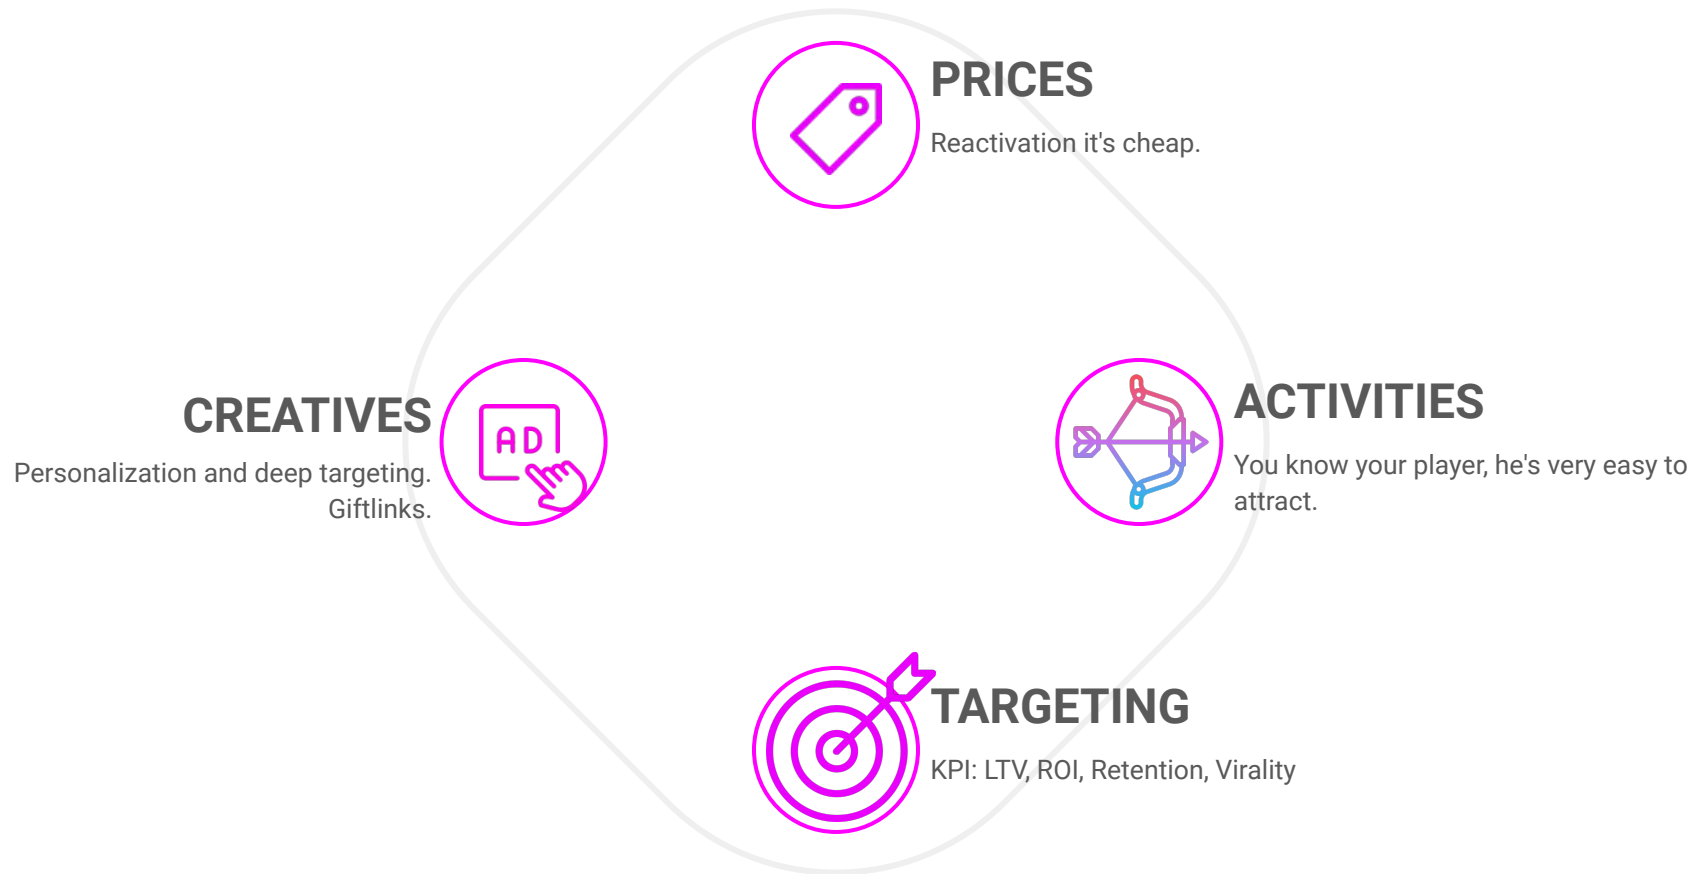 PRICES
Reactivation it's cheap.
CREATIVES
Personalization and deep targeting.
Giftlinks.
AD
ACTIVITIES
You know your player, he's very easy to
attract.
TARGETING
KPI: LTV, ROI, Retention, Virality